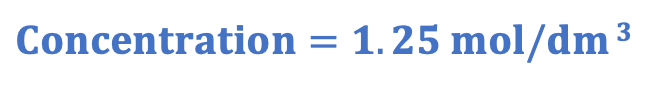 Concentration = 1.25 mol/dm³